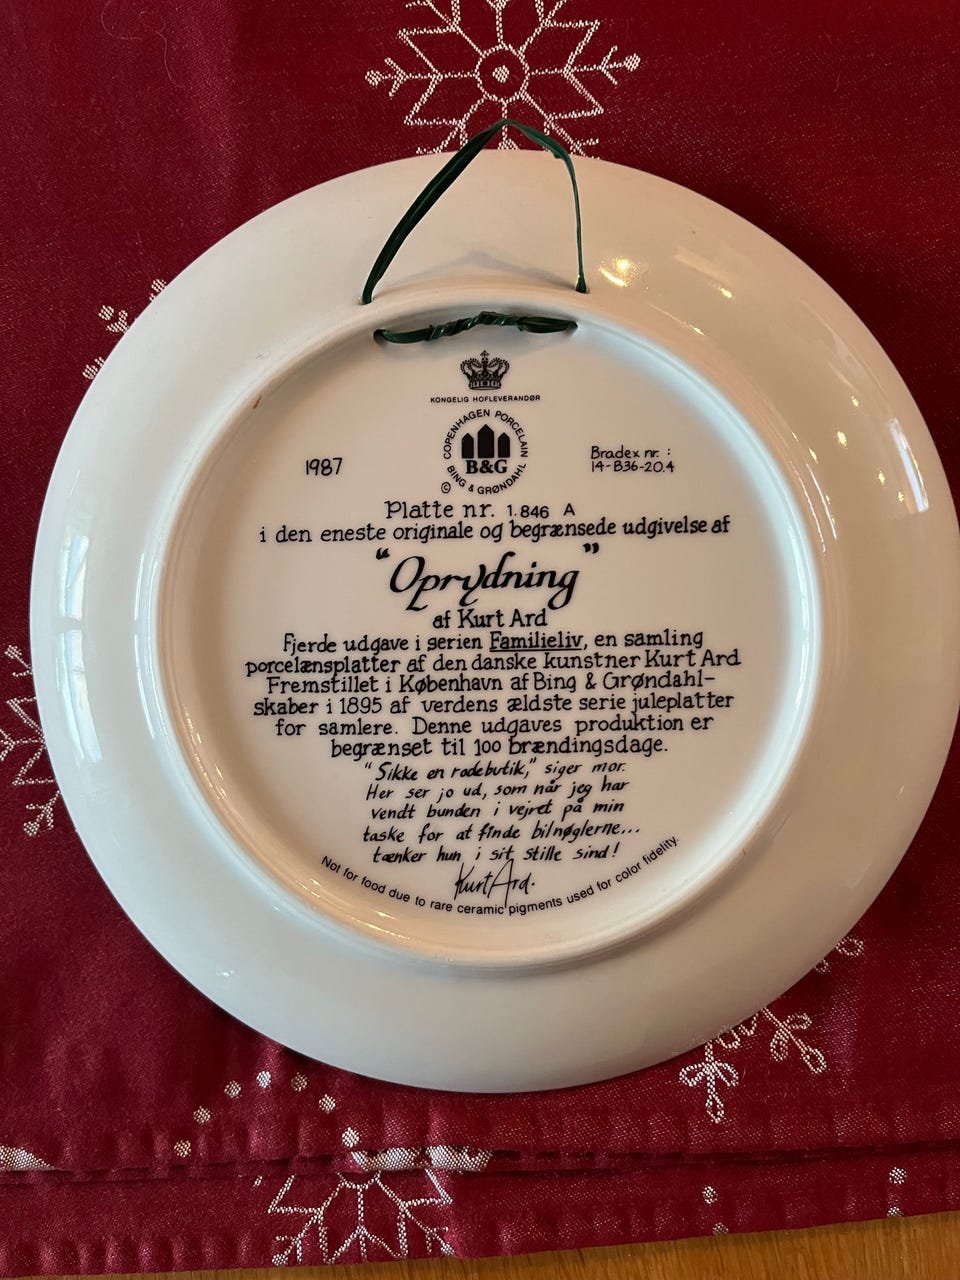 KONGELIG HOFLEVERANDØR
COPENHAGEN PORCELAIN
B&G
© BING & GRØNDAHL
1987
Bradex nr. :
14-B36-20.4
Platte nr. 1.846 A
i den eneste originale og begrænsede udgivelse af
"Oprydning"
af Kurt Ard
Fjerde udgave i serien Familieliv, en samling
porcelænsplatter af den danske kunstner Kurt Ard
Fremstillet i København af Bing & Grøndahl-
skaber i 1895 af verdens ældste serie juleplatter
for samlere. Denne udgaves produktion er
begrænset til 100 brændingsdage.
"Sikke en rodebutik," siger mor.
Her ser jo ud, som når jeg har
vendt bunden i vejret på min
taske for at finde bilnøglerne...
tænker hun i sit stille sind!
Kurt Ard.
Not for food due to rare ceramic pigments used for color fidelity.